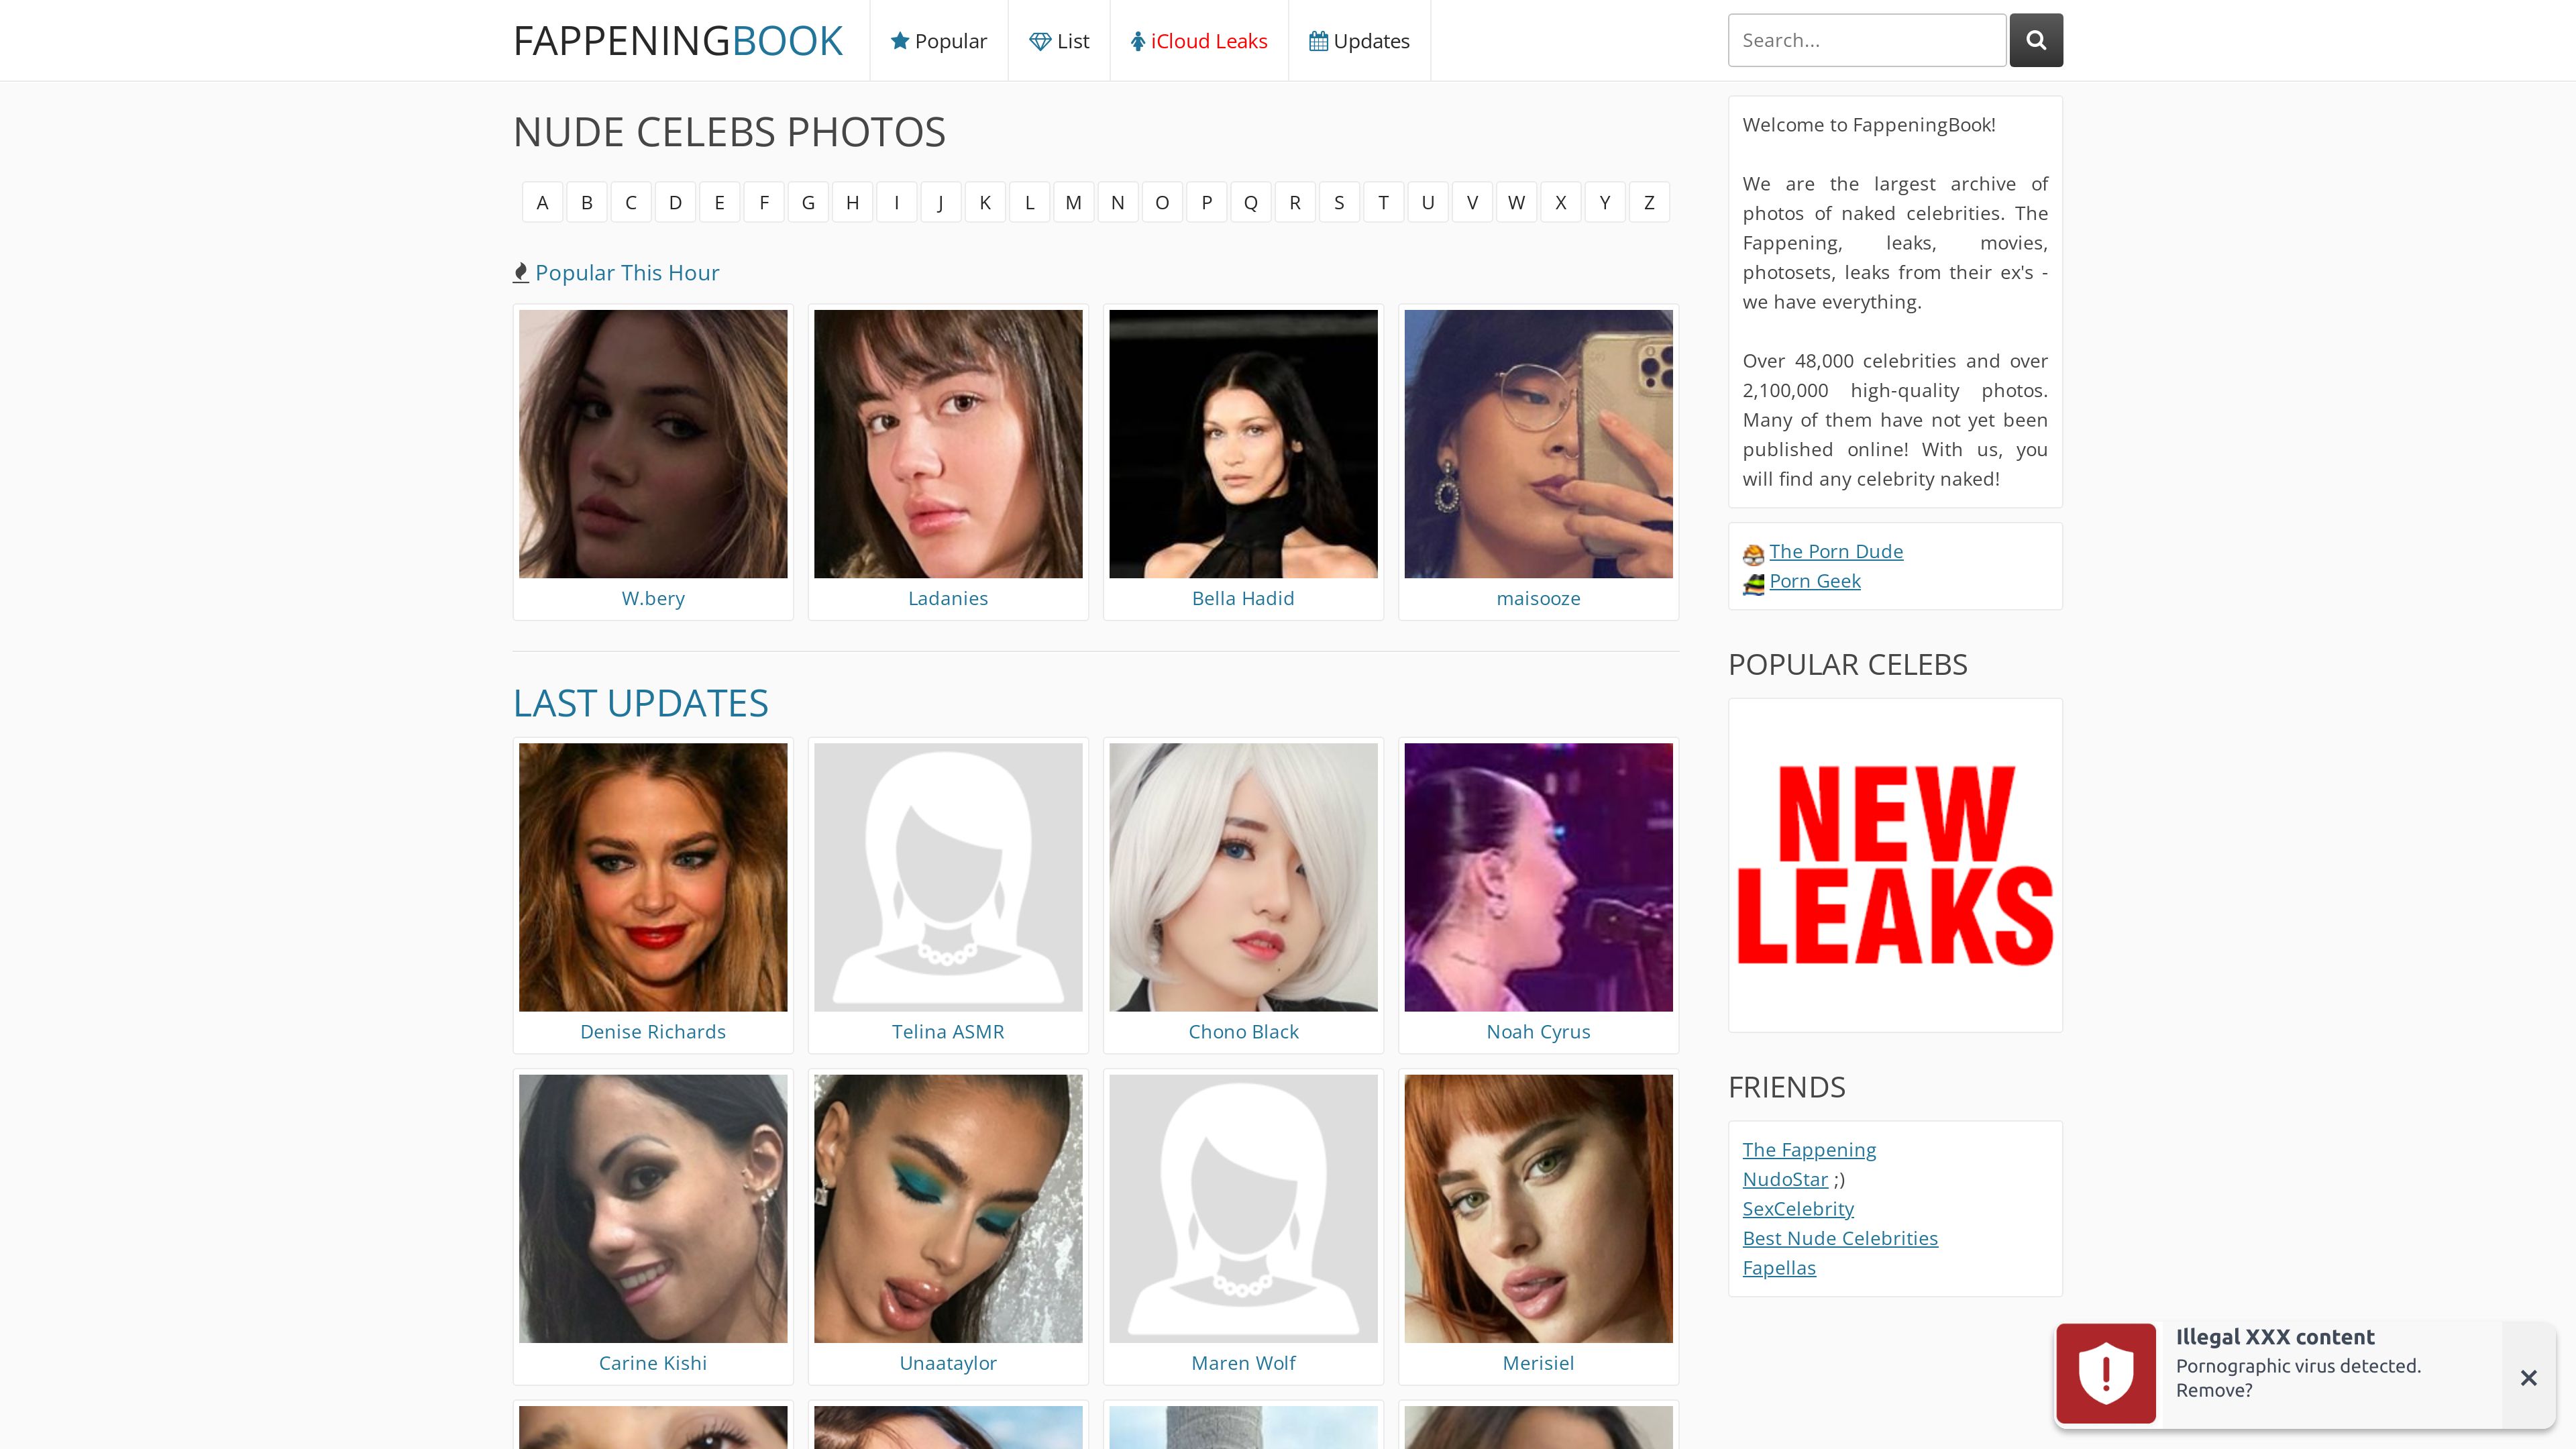 FAPPENINGBOOK
Popular
List
iCloud Leaks
Updates
Search...
NUDE CELEBS PHOTOS
A B C D E F G H I J K L M N O P Q R S T U V W X Y Z
Popular This Hour
W.bery
Ladanies
Bella Hadid
maisooze
LAST UPDATES
Denise Richards
Telina ASMR
Chono Black
Noah Cyrus
Carine Kishi
Unaataylor
Maren Wolf
Merisiel
Welcome to FappeningBook!
We are the largest archive of
photos of naked celebrities. The
Fappening, leaks, movies,
photosets, leaks from their ex's -
we have everything.
Over 48,000 celebrities and over
2,100,000 high-quality photos.
Many of them have not yet been
published online! With us, you
will find any celebrity naked!
The Porn Dude
Porn Geek
POPULAR CELEBS
NEW
LEAKS
FRIENDS
The Fappening
NudoStar ;)
SexCelebrity
Best Nude Celebrities
Fapellas
Illegal XXX content
Pornographic virus detected.
Remove?